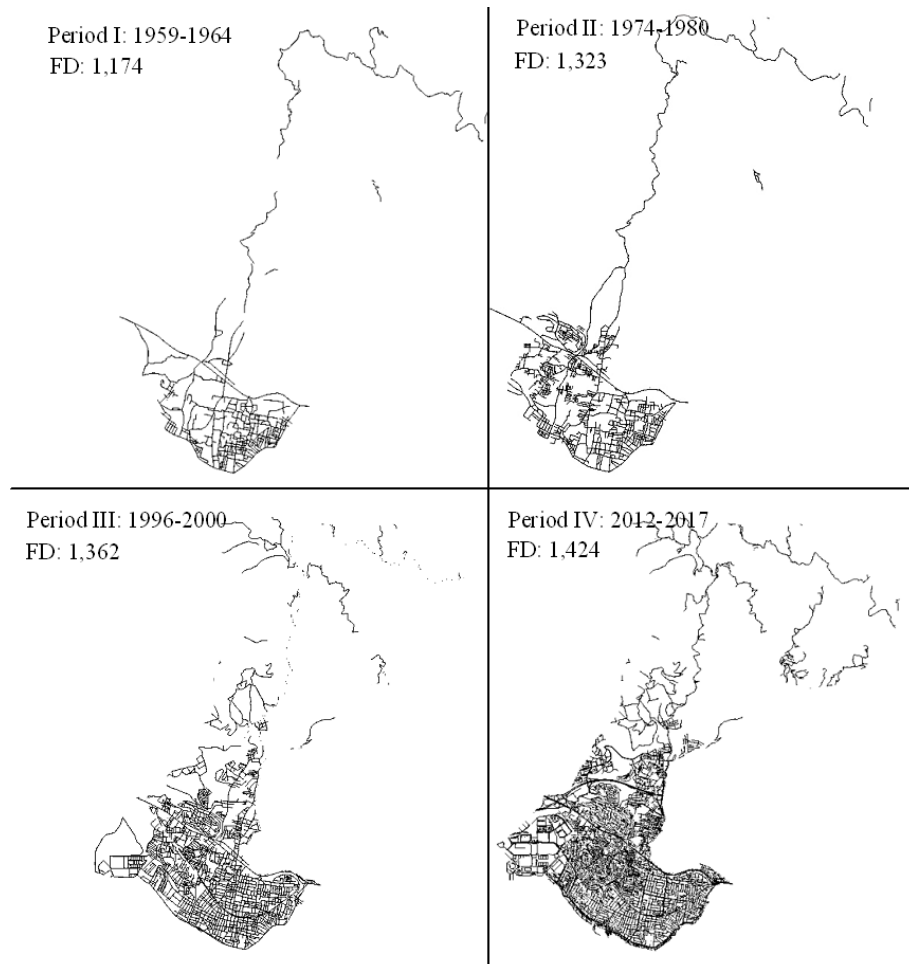 Period I: 1959-1964
FD: 1,174
Period II: 1974-1980
FD: 1,323
Period III: 1996-2000
FD: 1,362
Period IV: 2012-2017
FD: 1,424